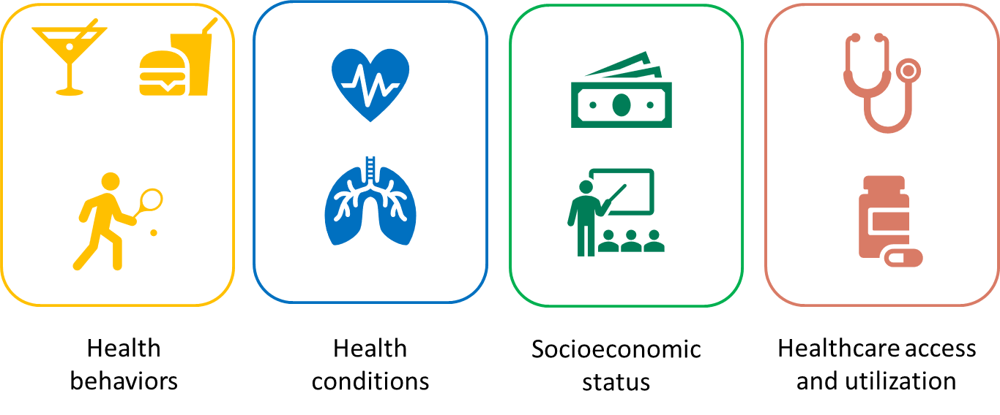 Health
behaviors
Health
conditions
Socioeconomic
status
Healthcare access
and utilization